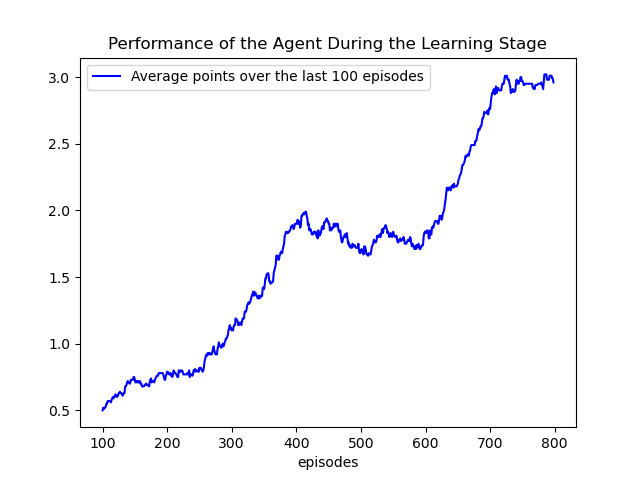 Performance of the Agent During the Learning Stage
Average points over the last 100 episodes
3.0
2.5
2.0
1.5
1.0
0.5
100 200 300 400 500 600 700 800
episodes